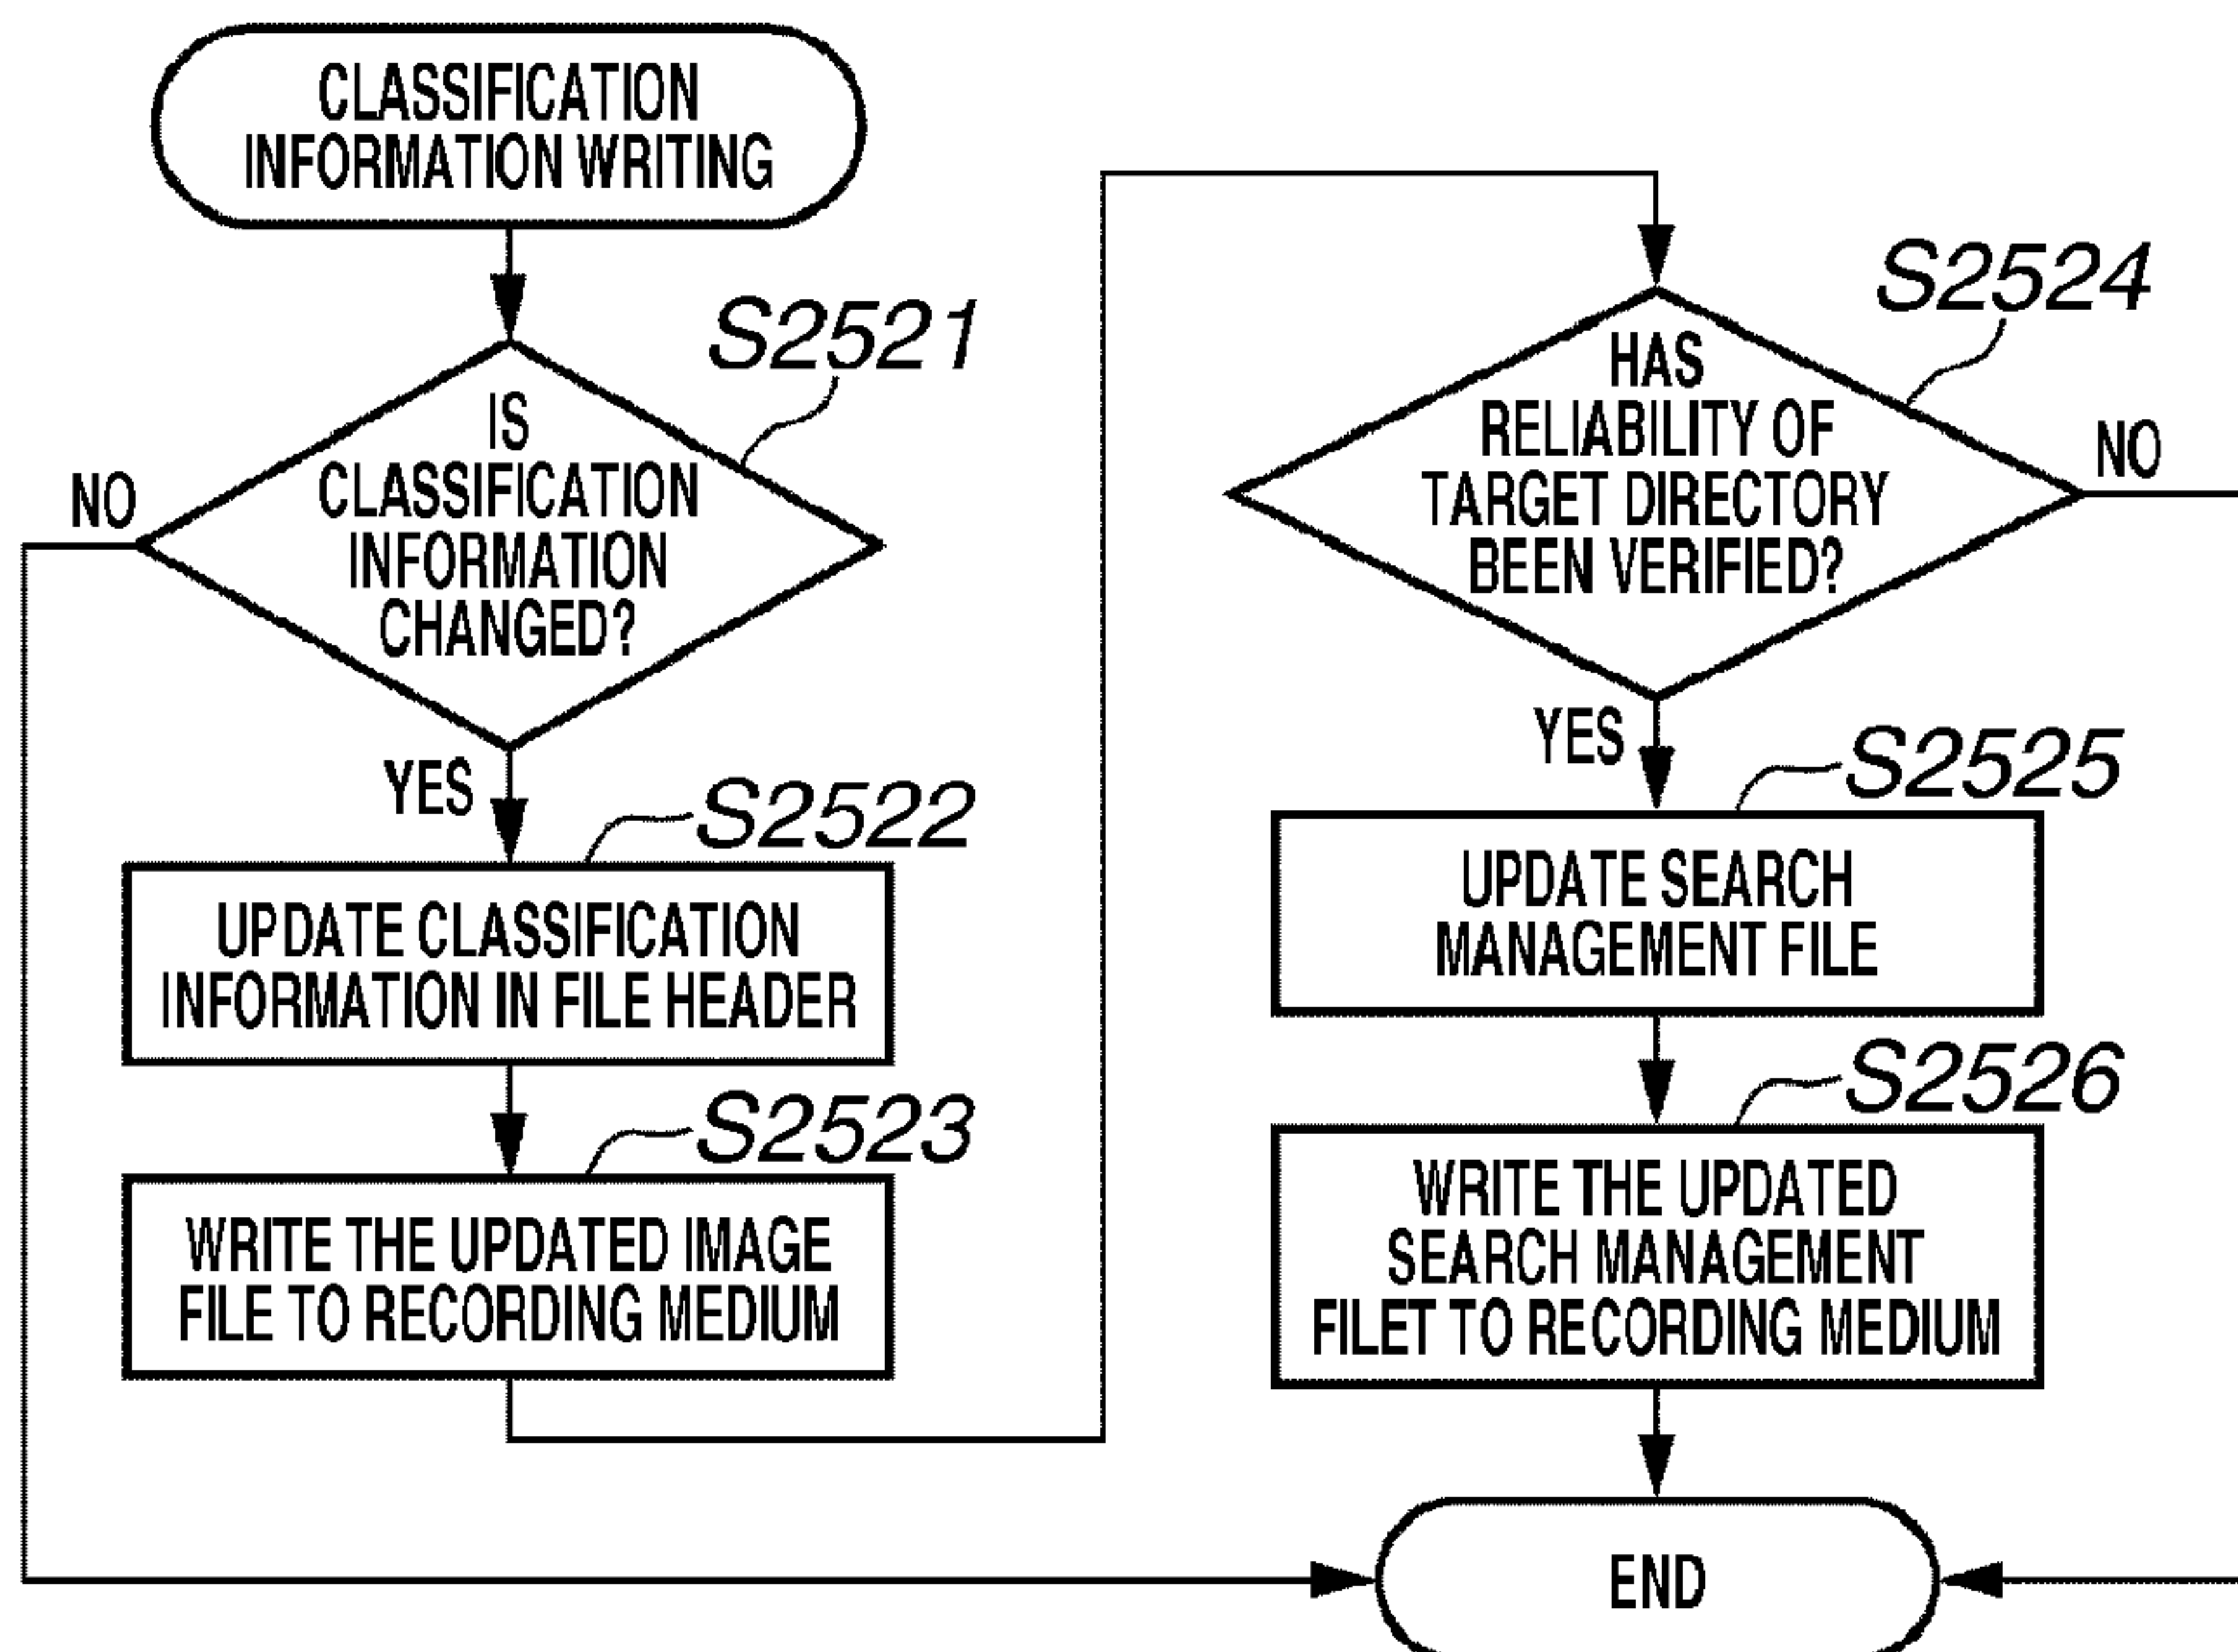 CLASSIFICATION
INFORMATION WRITING
S2521
IS
CLASSIFICATION
INFORMATION
CHANGED?
NO
YES
S2522
UPDATE CLASSIFICATION
INFORMATION IN FILE HEADER
S2523
WRITE THE UPDATED IMAGE
FILE TO RECORDING MEDIUM
S2524
HAS
RELIABILITY OF
TARGET DIRECTORY
BEEN VERIFIED?
NO
YES
S2525
UPDATE SEARCH
MANAGEMENT FILE
S2526
WRITE THE UPDATED
SEARCH MANAGEMENT
FILET TO RECORDING MEDIUM
END